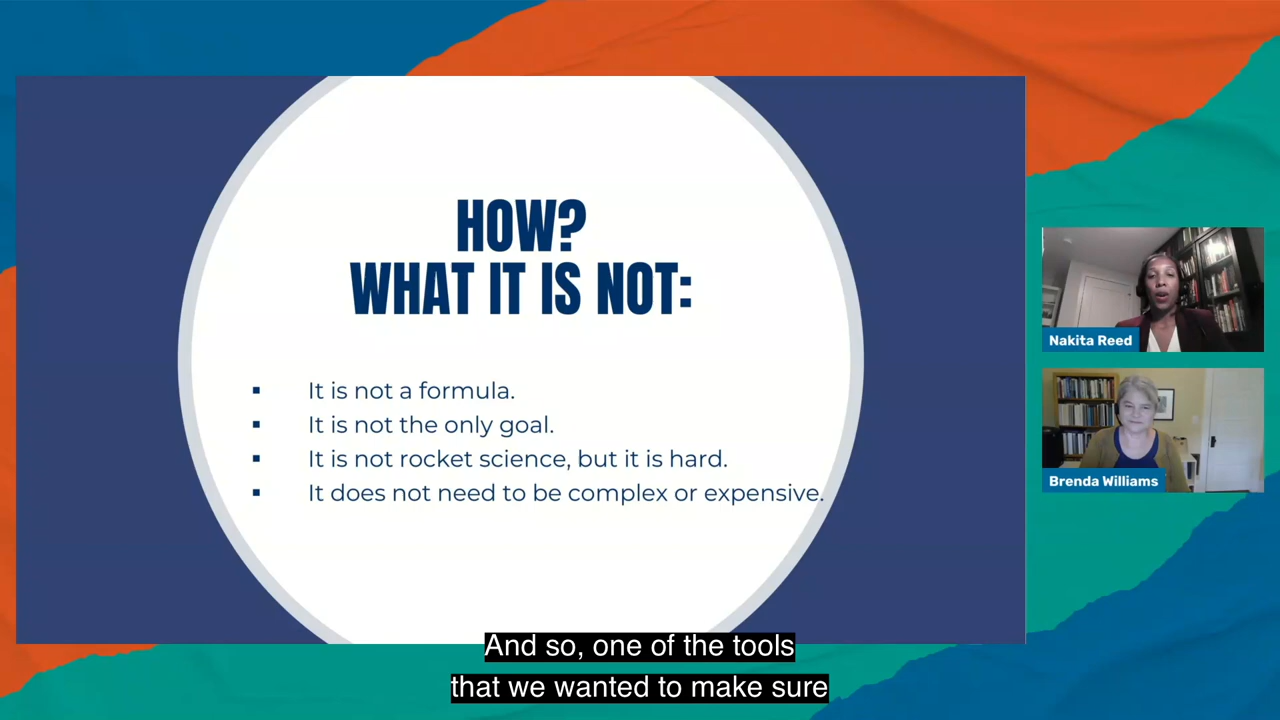 HOW?
WHAT IT IS NOT:
▪ It is not a formula.
▪ It is not the only goal.
▪ It is not rocket science, but it is hard.
▪ It does not need to be complex or expensive.
Nakita Reed
Brenda Williams
And so, one of the tools
that we wanted to make sure